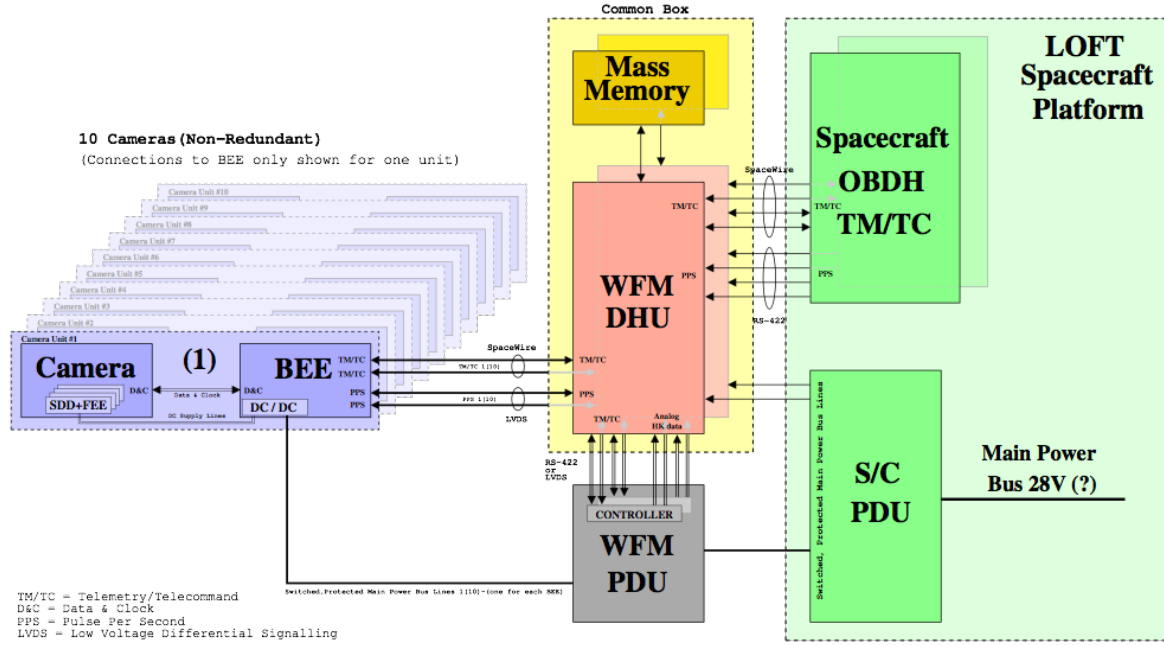 Common Box
LOFT
Spacecraft
Platform
Mass
Memory
10 Cameras(Non-Redundant)
(Connections to BEE only shown for one unit)
Spacecraft
OBDH
TM/TC
SpaceWire
TM/TC
TM/TC
PPS
PPS
RS-422
WFM
DHU
Camera Unit #10
Camera Unit #9
Camera Unit #8
Camera Unit #7
Camera Unit #6
Camera Unit #5
Camera Unit #4
Camera Unit #3
Camera Unit #2
Camera Unit #1
Camera
(1)
BEE
D&C
Data & Clock
D&C
SDD+FEE
DC Supply Lines
DC / DC
TM/TC
TM/TC
PPS
PPS
SpaceWire
TM/TC 1(10)
PPS 1(10)
LVDS
TM/TC
PPS
TM/TC
Analog
HK data
RS-422
or
LVDS
CONTROLLER
WFM
PDU
Switched, Protected Main Power Bus Lines
S/C
PDU
Main Power
Bus 28V (?)
Switched,Protected Main Power Bus Lines 1(10)-(one for each BEE)
TM/TC = Telemetry/Telecommand
D&C = Data & Clock
PPS = Pulse Per Second
LVDS = Low Voltage Differential Signalling